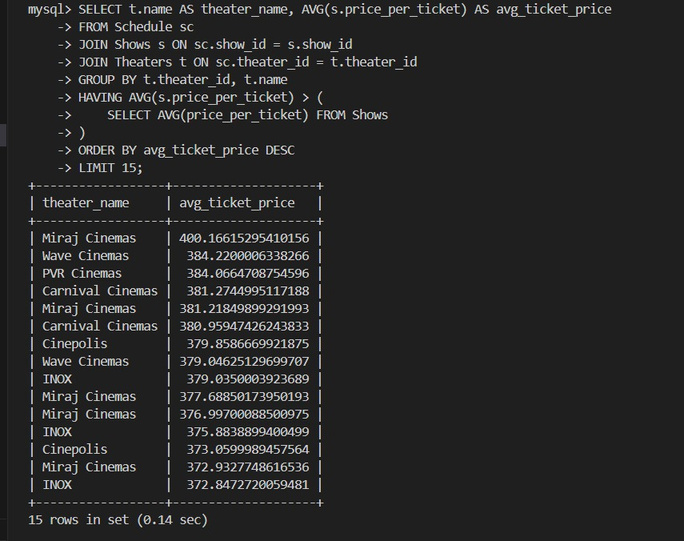 mysql> SELECT t.name AS theater_name, AVG(s.price_per_ticket) AS avg_ticket_price
    -> FROM Schedule sc
    -> JOIN Shows s ON sc.show_id = s.show_id
    -> JOIN Theaters t ON sc.theater_id = t.theater_id
    -> GROUP BY t.theater_id, t.name
    -> HAVING AVG(s.price_per_ticket) > (
    ->     SELECT AVG(price_per_ticket) FROM Shows
    -> )
    -> ORDER BY avg_ticket_price DESC
    -> LIMIT 15;
+------------------+--------------------+
| theater_name     | avg_ticket_price   |
+------------------+--------------------+
| Miraj Cinemas    | 400.16615295410156 |
| Wave Cinemas     |  384.2200006338266 |
| PVR Cinemas      |  384.0664708754596 |
| Carnival Cinemas |  381.2744995117188 |
| Miraj Cinemas    | 381.21849899291993 |
| Carnival Cinemas | 380.95947426243833 |
| Cinepolis        |  379.8586669921875 |
| Wave Cinemas     | 379.04625129699707 |
| INOX             |  379.0350003923689 |
| Miraj Cinemas    | 377.68850173950193 |
| Miraj Cinemas    | 376.99700088500975 |
| INOX             |  375.8838899400499 |
| Cinepolis        |  373.0599989457564 |
| Miraj Cinemas    |  372.9327748616536 |
| INOX             |  372.8472720059481 |
+------------------+--------------------+
15 rows in set (0.14 sec)